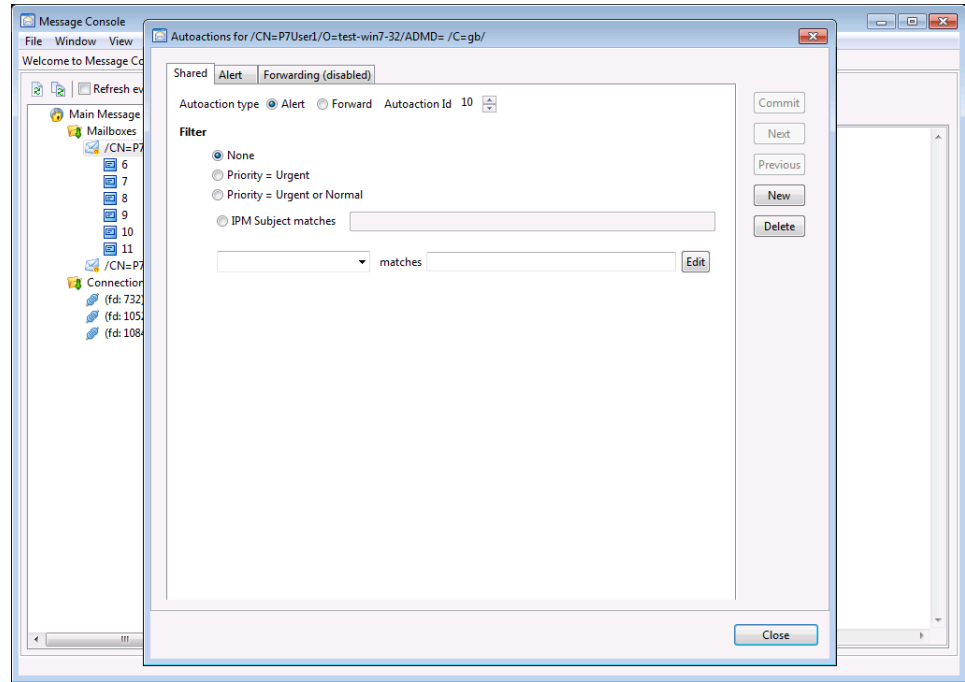 Message Console
File Window View
Welcome to Message Co
Refresh ev
Main Message
Mailboxes
/CN=P7
6
7
8
9
10
11
/CN=P7
Connection
(fd: 732)
(fd: 1052
(fd: 1084
Autoactions for /CN=P7User1/O=test-win7-32/ADMD= /C=gb/
Shared Alert Forwarding (disabled)
Autoaction type Alert Forward Autoaction Id 10
Filter
None
Priority = Urgent
Priority = Urgent or Normal
IPM Subject matches
matches Edit
Commit
Next
Previous
New
Delete
Close